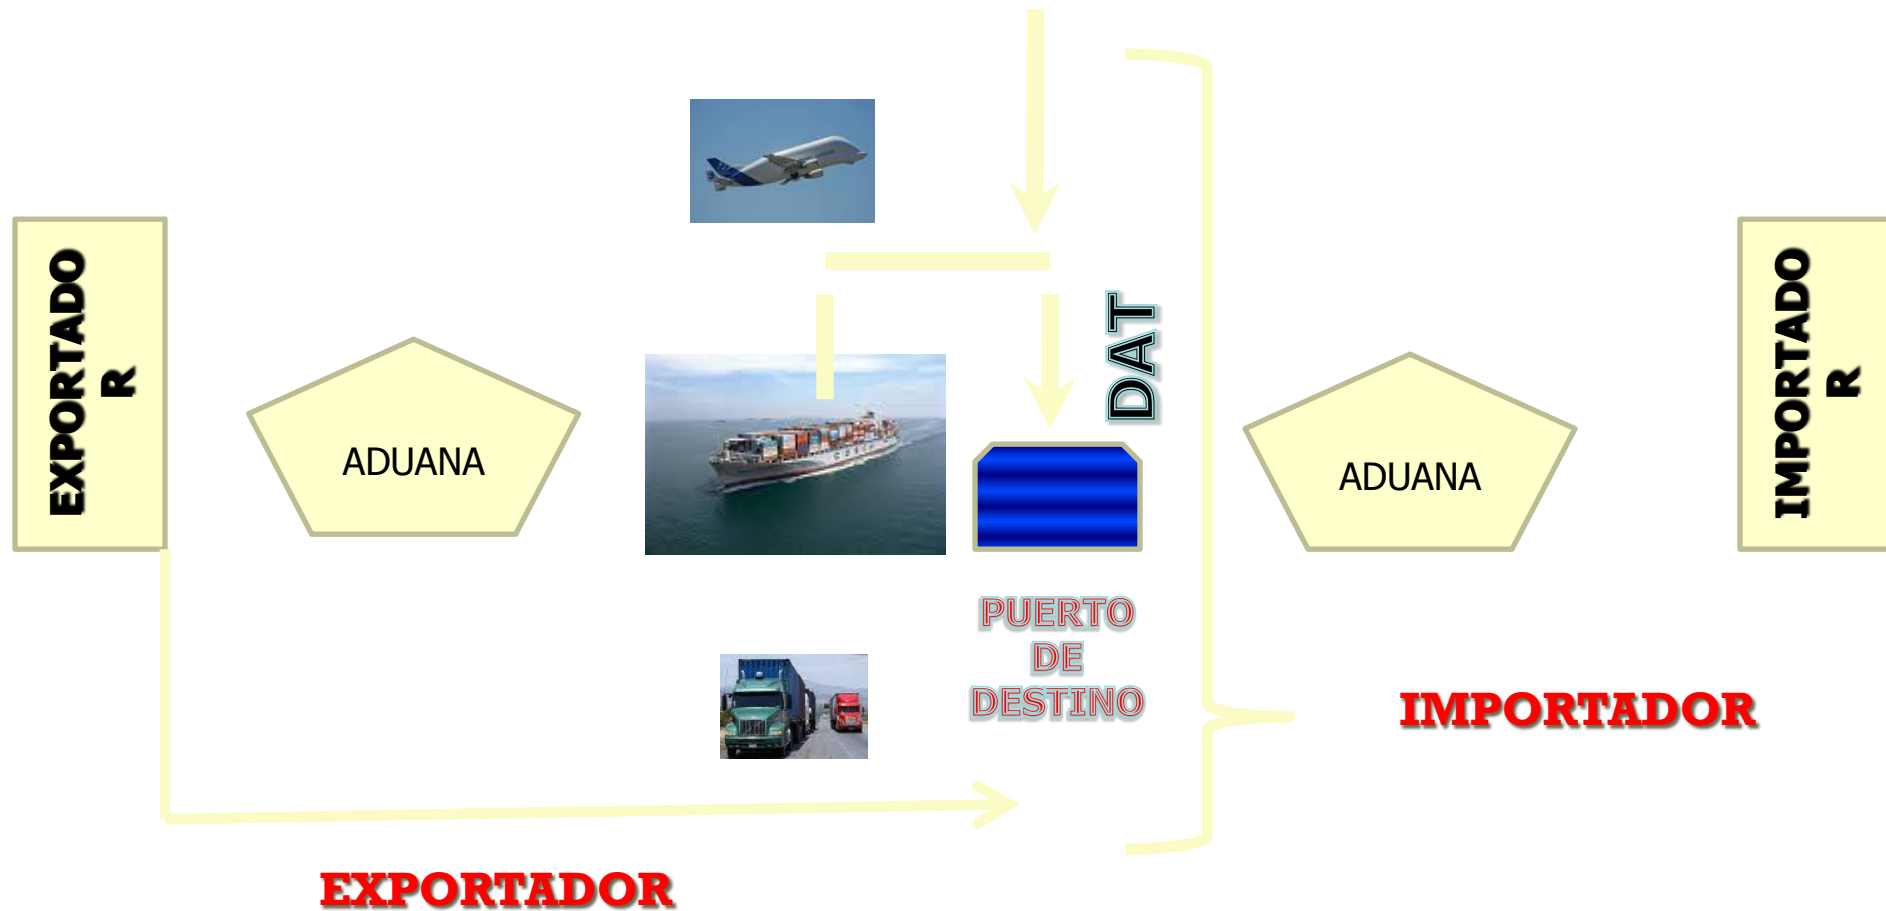 EXPORTADO
R
ADUANA
DAT
PUERTO
DE
DESTINO
ADUANA
IMPORTADO
R
IMPORTADOR
EXPORTADOR